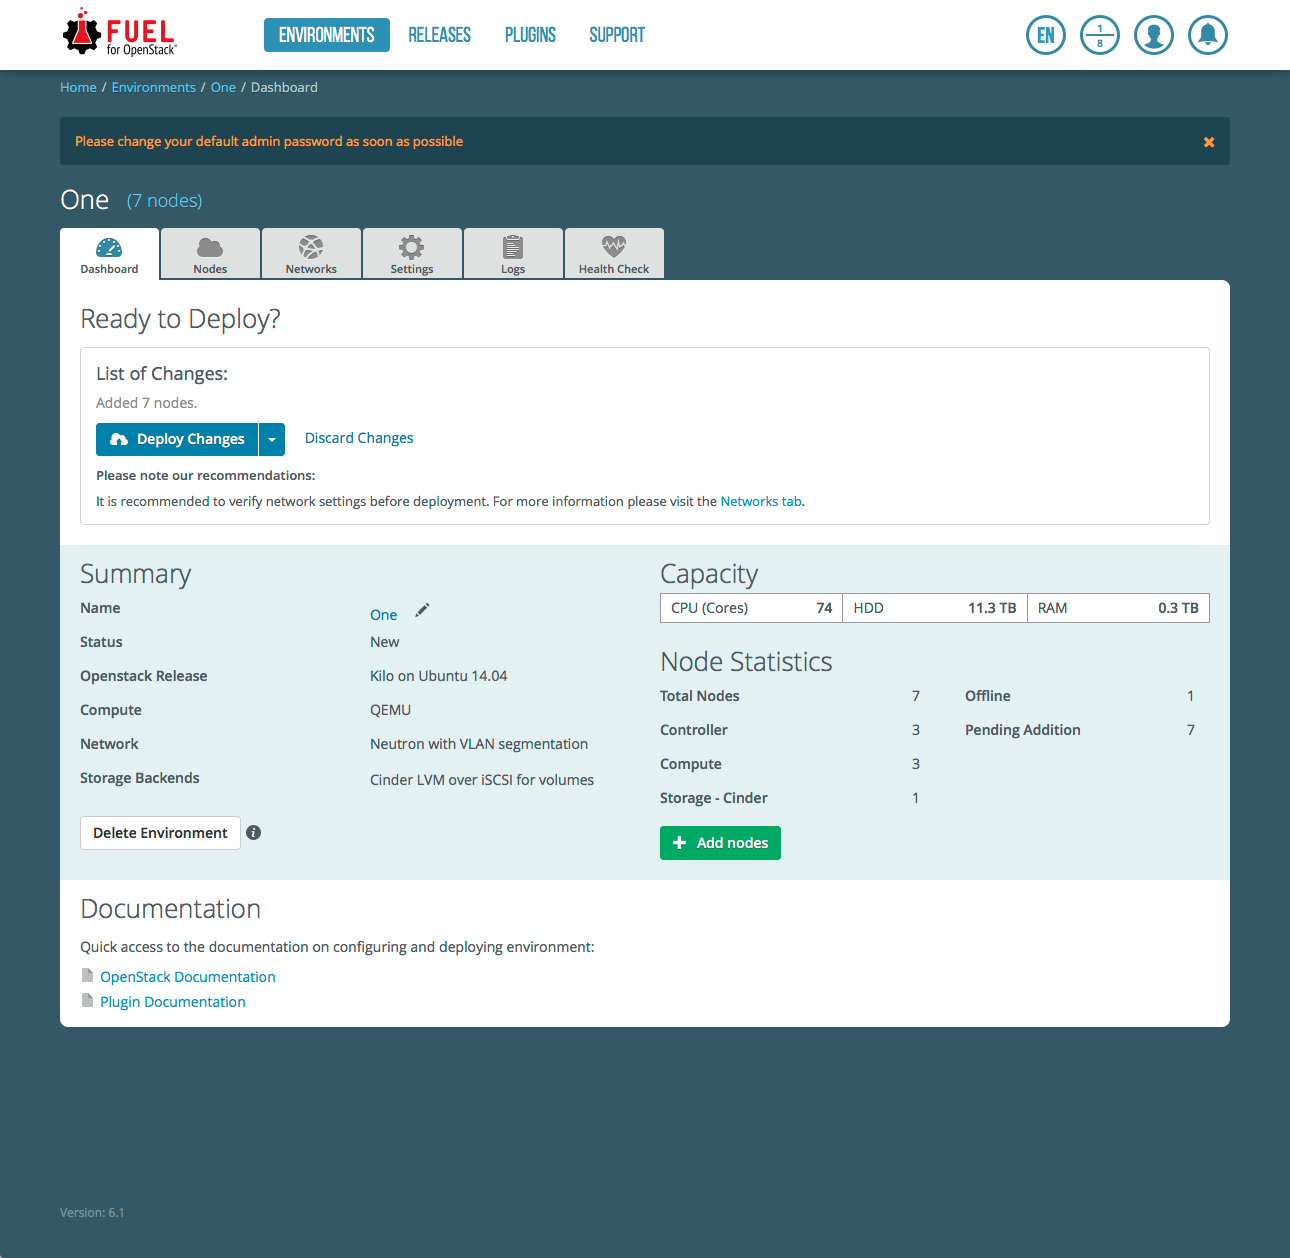 FUEL
for OpenStack
ENVIRONMENTS RELEASES PLUGINS SUPPORT
EN 1 8
Home / Environments / One / Dashboard
Please change your default admin password as soon as possible
One (7 nodes)
Dashboard Nodes Networks Settings Logs Health Check
Ready to Deploy?
List of Changes:
Added 7 nodes.
Deploy Changes Discard Changes
Please note our recommendations:
It is recommended to verify network settings before deployment. For more information please visit the Networks tab.
Summary
Name One
Status New
Openstack Release Kilo on Ubuntu 14.04
Compute QEMU
Network Neutron with VLAN segmentation
Storage Backends Cinder LVM over iSCSI for volumes
Delete Environment i
Capacity
CPU (Cores) 74 HDD 11.3 TB RAM 0.3 TB
Node Statistics
Total Nodes 7 Offline 1
Controller 3 Pending Addition 7
Compute 3
Storage - Cinder 1
Add nodes
Documentation
Quick access to the documentation on configuring and deploying environment:
OpenStack Documentation
Plugin Documentation
Version: 6.1